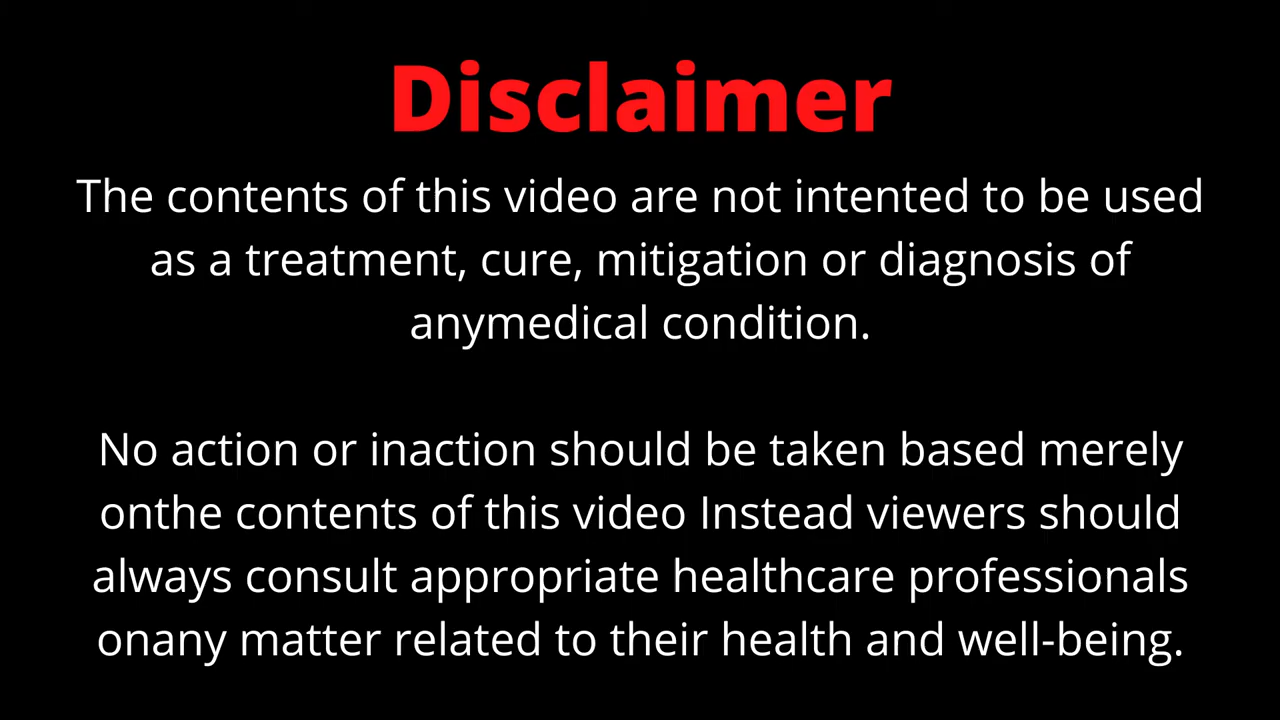 Disclaimer
The contents of this video are not intented to be used
as a treatment, cure, mitigation or diagnosis of
anymedical condition.
No action or inaction should be taken based merely
onthe contents of this video Instead viewers should
always consult appropriate healthcare professionals
onany matter related to their health and well-being.